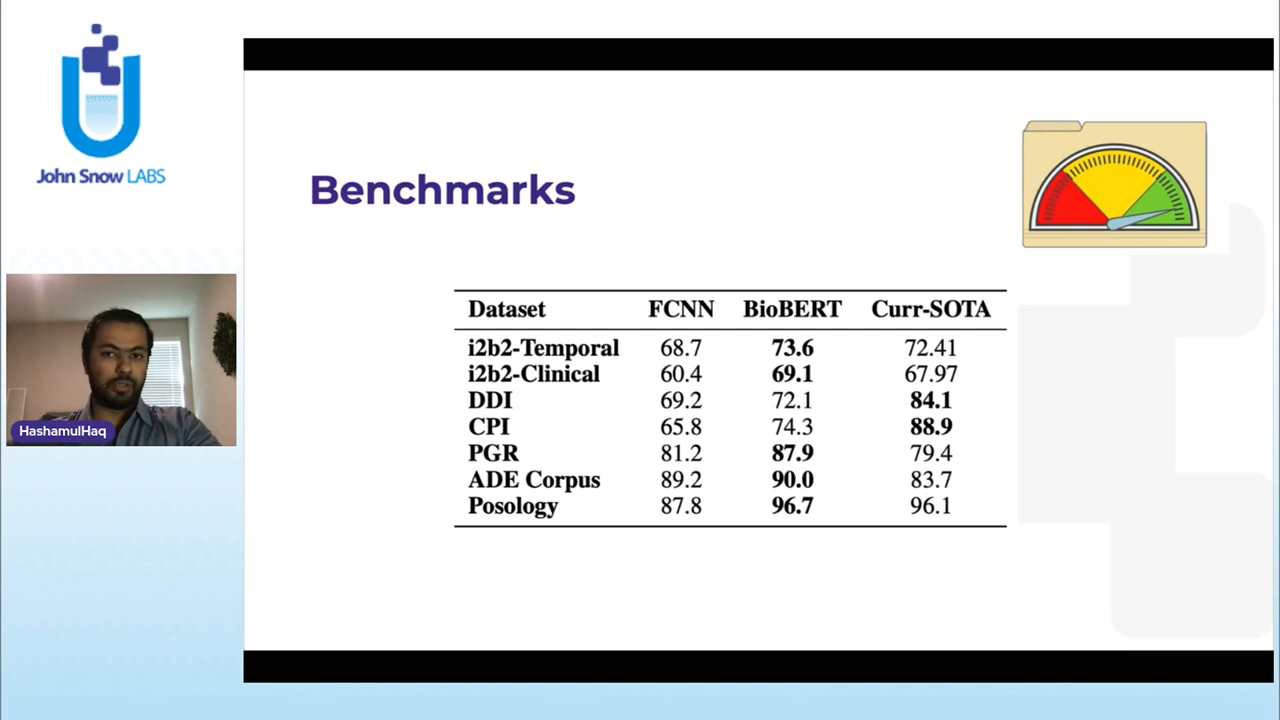 John Snow LABS
HashamulHaq
Benchmarks
Dataset FCNN BioBERT Curr-SOTA
i2b2-Temporal 68.7 73.6 72.41
i2b2-Clinical 60.4 69.1 67.97
DDI 69.2 72.1 84.1
CPI 65.8 74.3 88.9
PGR 81.2 87.9 79.4
ADE Corpus 89.2 90.0 83.7
Posology 87.8 96.7 96.1